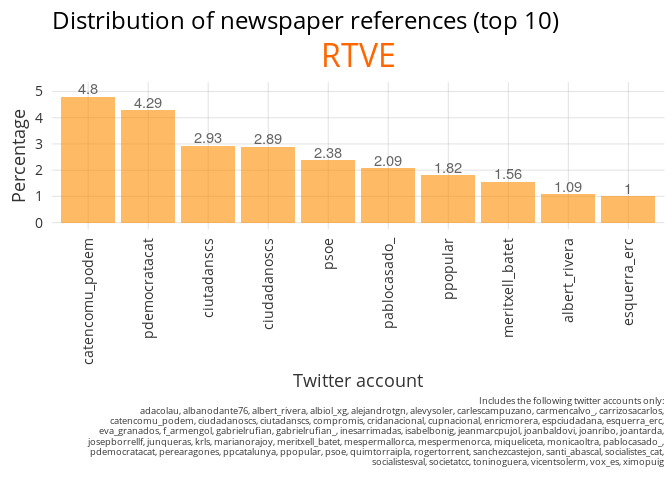 Distribution of newspaper references (top 10)
RTVE
Percentage
5
4
3
2
1
0
4.8
4.29
2.93
2.89
2.38
2.09
1.82
1.56
1.09
1
catencomu_podem
pdemocratacat
ciutadanscs
ciudadanoscs
psoe
pablocasado_
ppopular
meritxell_batet
albert_rivera
esquerra_erc
Twitter account
Includes the following twitter accounts only:
adacolau, albanodante76, albert_rivera, albiol_xg, alejandrotgn, alevysoler, carlescampuzano, carmencalvo_, carrizosacarlos,
catencomu_podem, ciudadanoscs, ciutadanscs, compromis, cridanacional, cupnacional, enricmorera, espciudadana, esquerra_erc,
eva_granados, f_armengol, gabrielrufian, gabrielrufian_, inesarrimadas, isabelbonig, jeanmarcpujol, joanbaldovi, joanribo, joantarda,
josepborrellf, junqueras, krls, marianorajoy, meritxell_batet, mespermallorca, mespermenorca, miqueliceta, monicaoltra, pablocasado_,
pdemocratacat, perearagones, ppcatalunya, ppopular, psoe, quimtorraipla, rogertorrent, sanchezcastejon, santi_abascal, socialistes_cat,
socialistesval, societatcc, toninoguera, vicentsolerm, vox_es, ximopuig